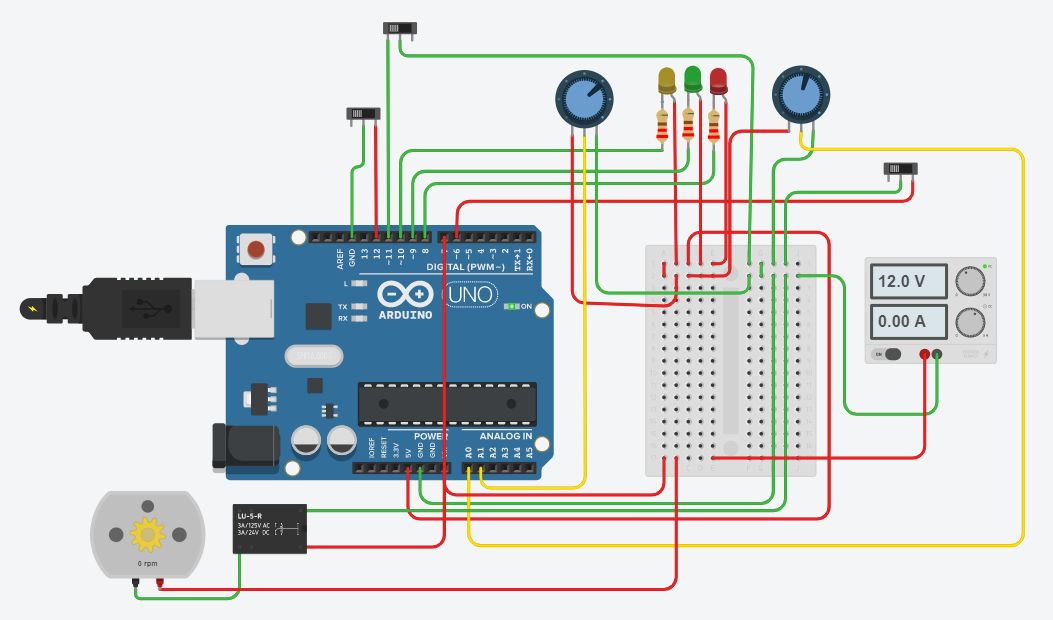 AREF
GND
13
12
~11
~10
~9
8
~6
~5
4
~3
2
TX→1
RX←0
DIGITAL (PWM~)
L
TX
RX
ARDUINO
UNO
ON
POWER
ANALOG IN
IOREF
RESET
3.3V
5V
GND
GND
A0
A1
A2
A3
A4
A5
12.0 V
0.00 A
ON
LU-5-R
3A/125V AC
3A/24V DC
0 rpm